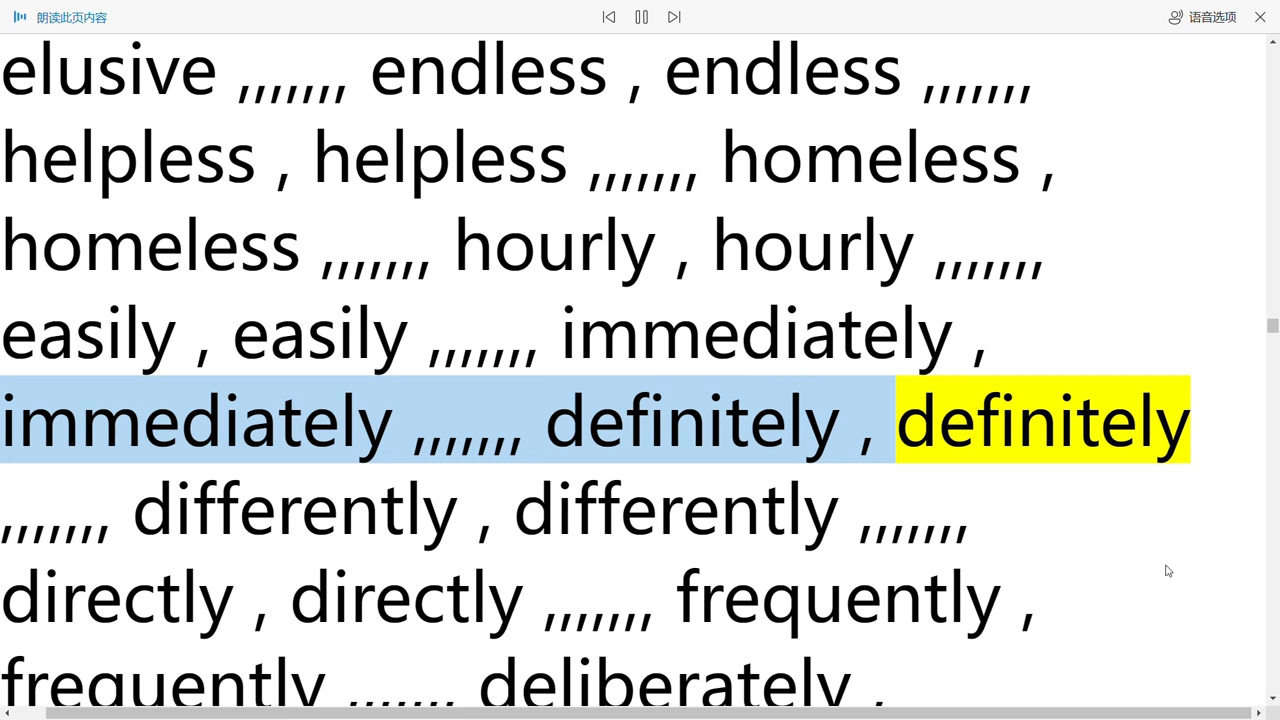 朗读此页内容
语音选项
elusive ,,,,,,, endless , endless ,,,,,,,
helpless , helpless ,,,,,,, homeless ,
homeless ,,,,,,, hourly , hourly ,,,,,,,
easily , easily ,,,,,,, immediately ,
immediately ,,,,,,, definitely , definitely
,,,,,,, differently , differently ,,,,,,,
directly , directly ,,,,,,, frequently ,
frequently ,,,,,,, deliberately ,